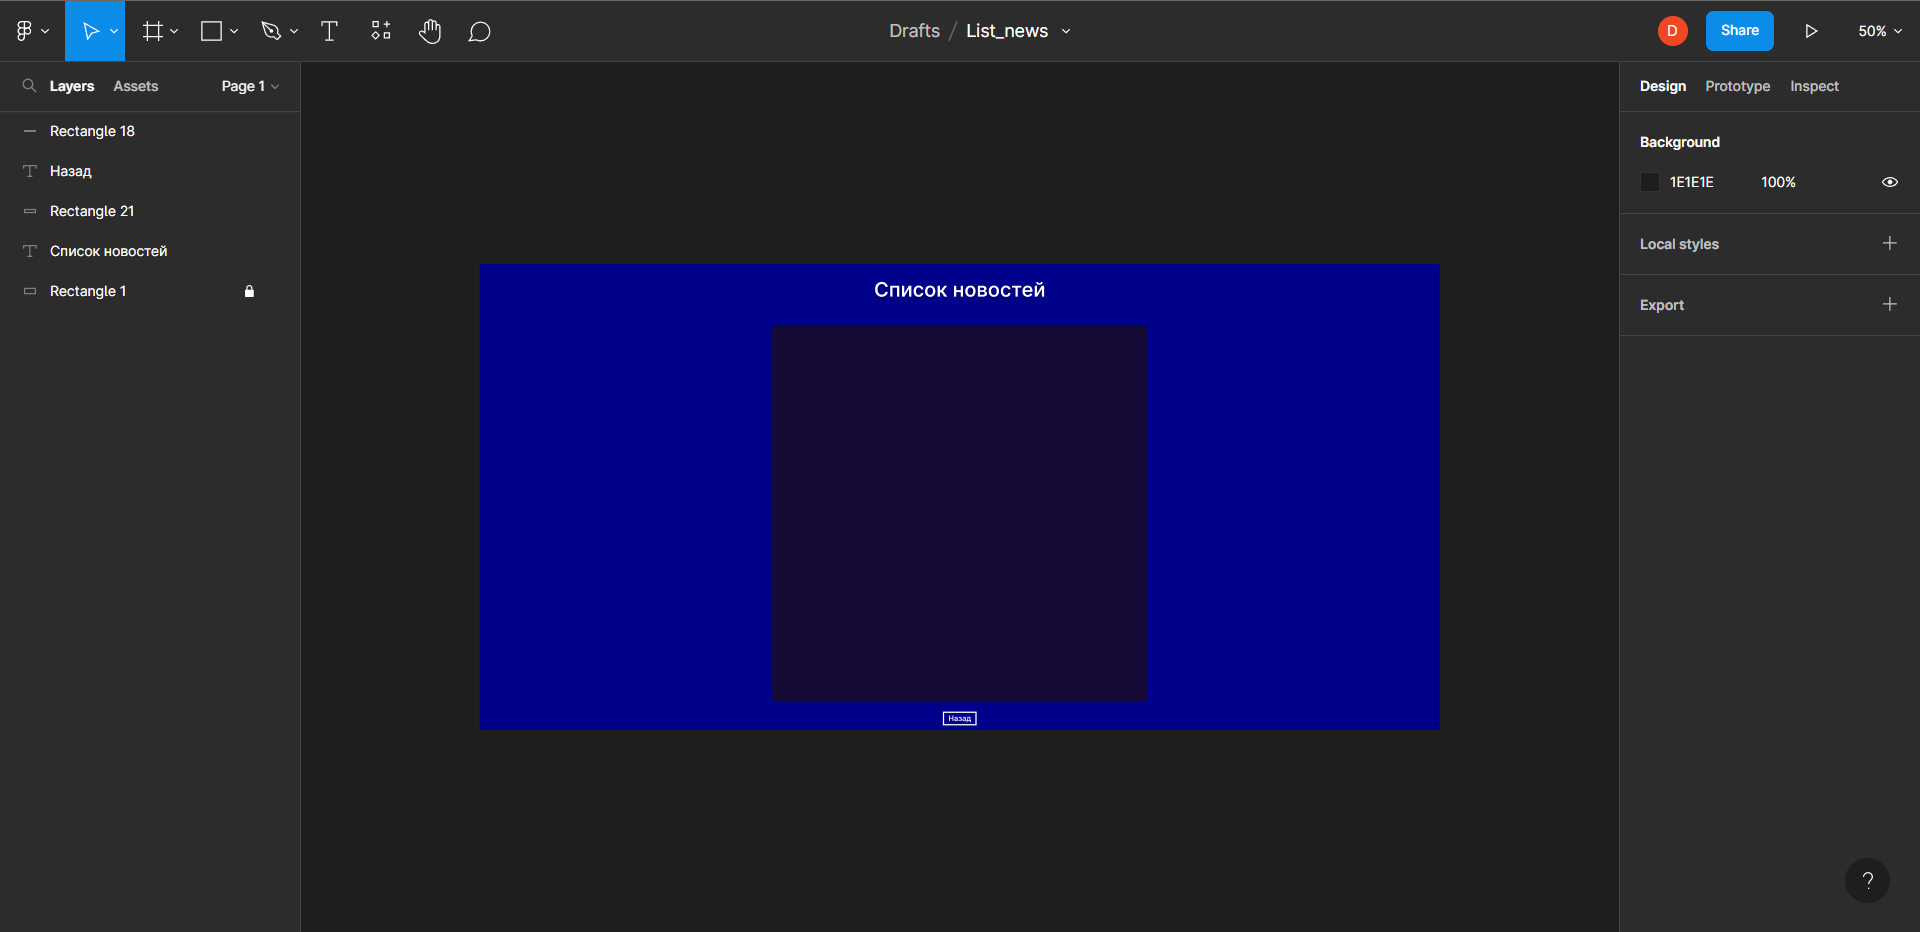 Drafts / List_news
D
Share
50%
Layers
Assets
Page 1
Design
Prototype
Inspect
Rectangle 18
Назад
Rectangle 21
Список новостей
Rectangle 1
Background
1E1E1E
100%
Local styles
Export
Список новостей
Назад
?